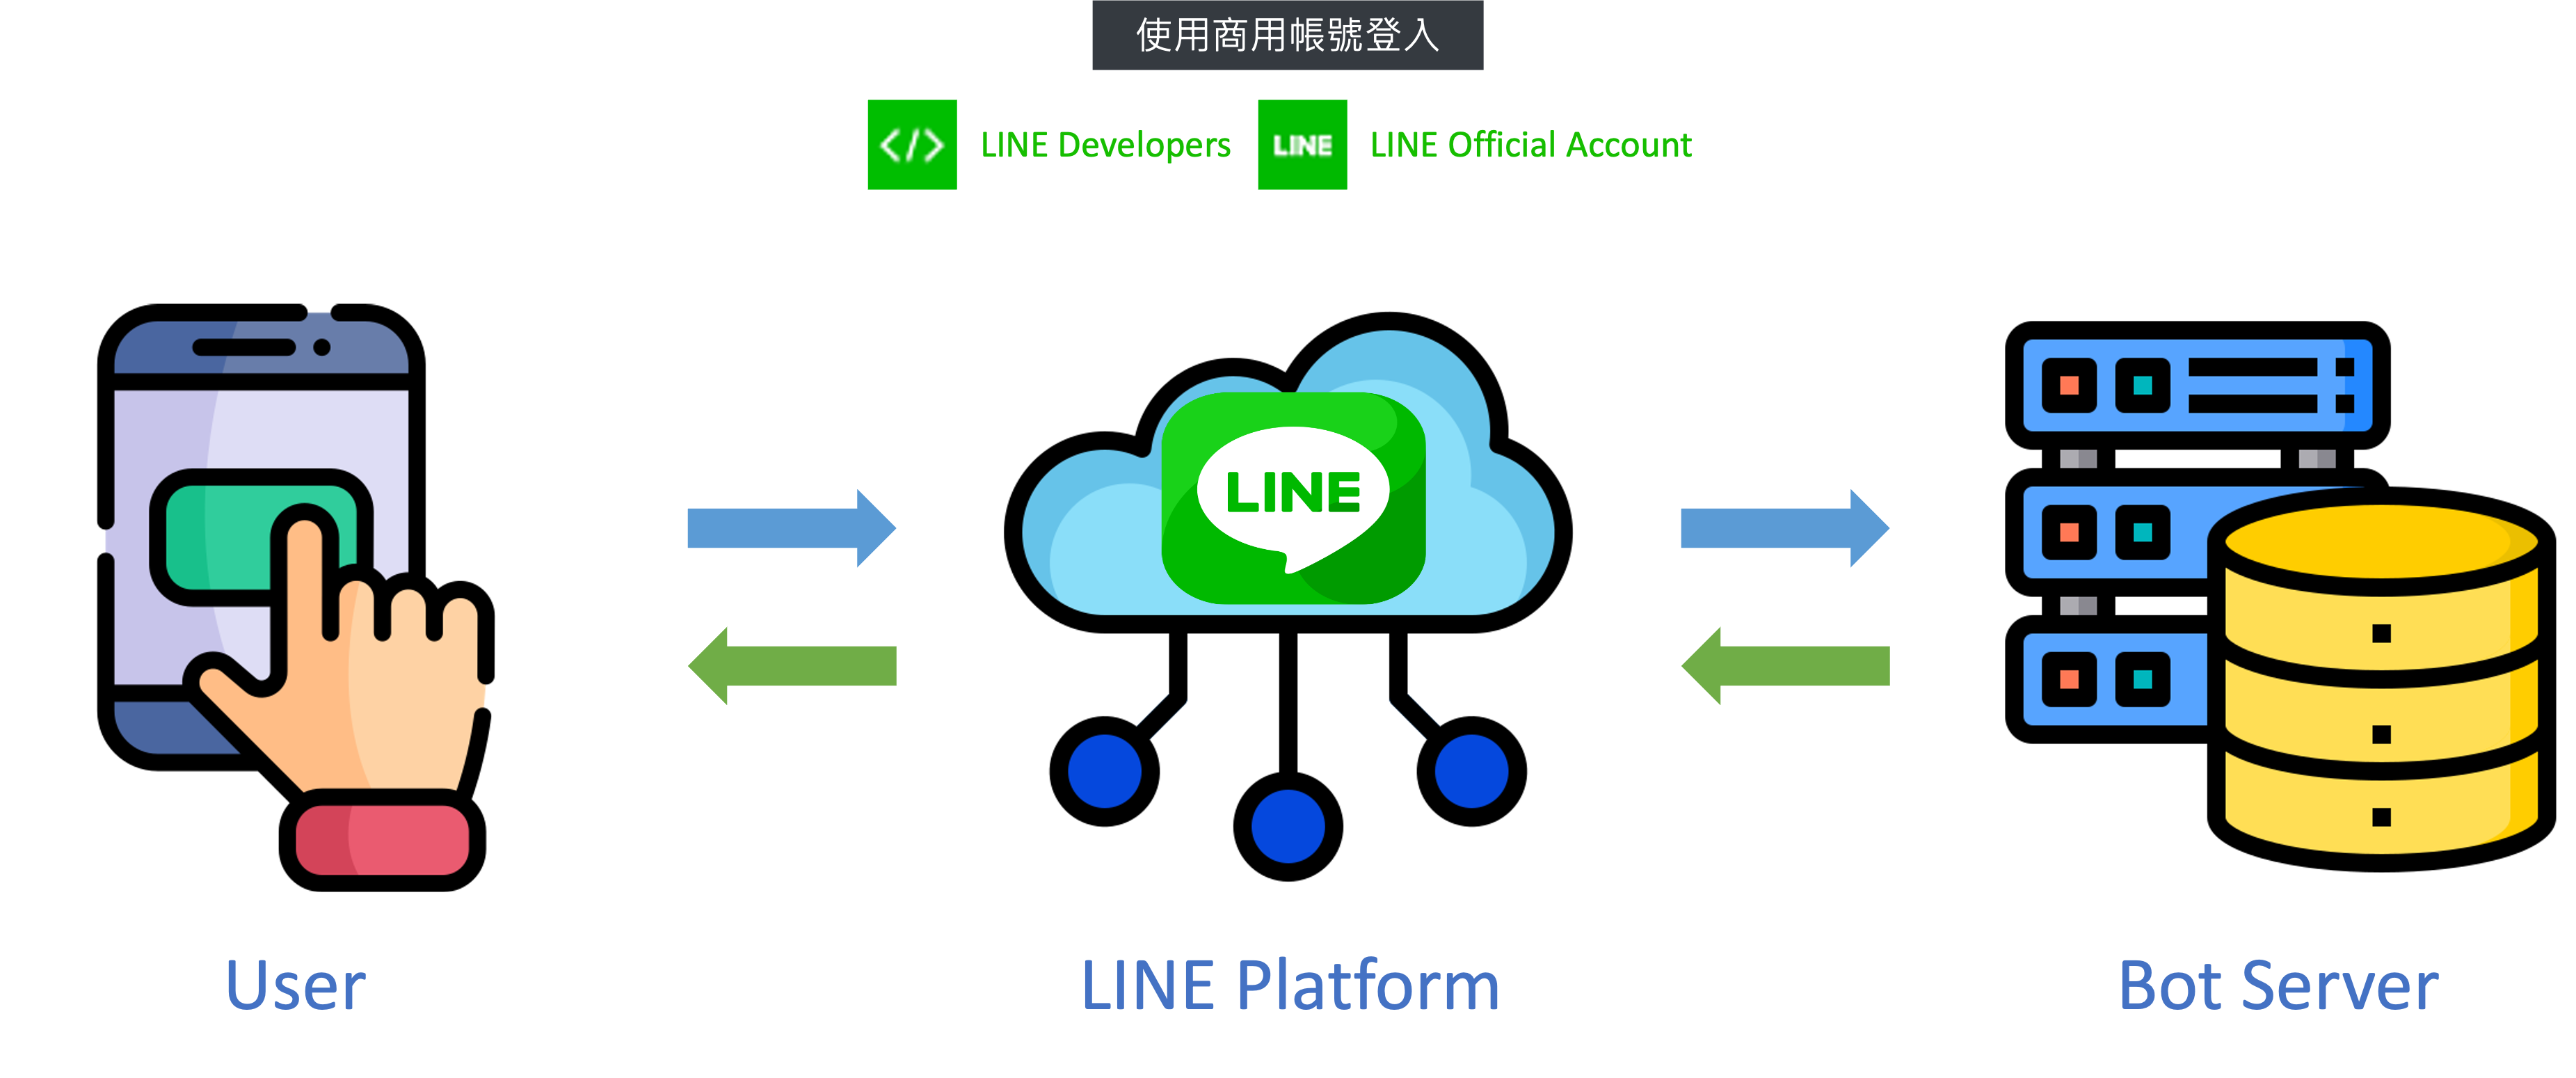 使用商用帳號登入
</> LINE Developers LINE LINE Official Account
LINE
User LINE Platform Bot Server